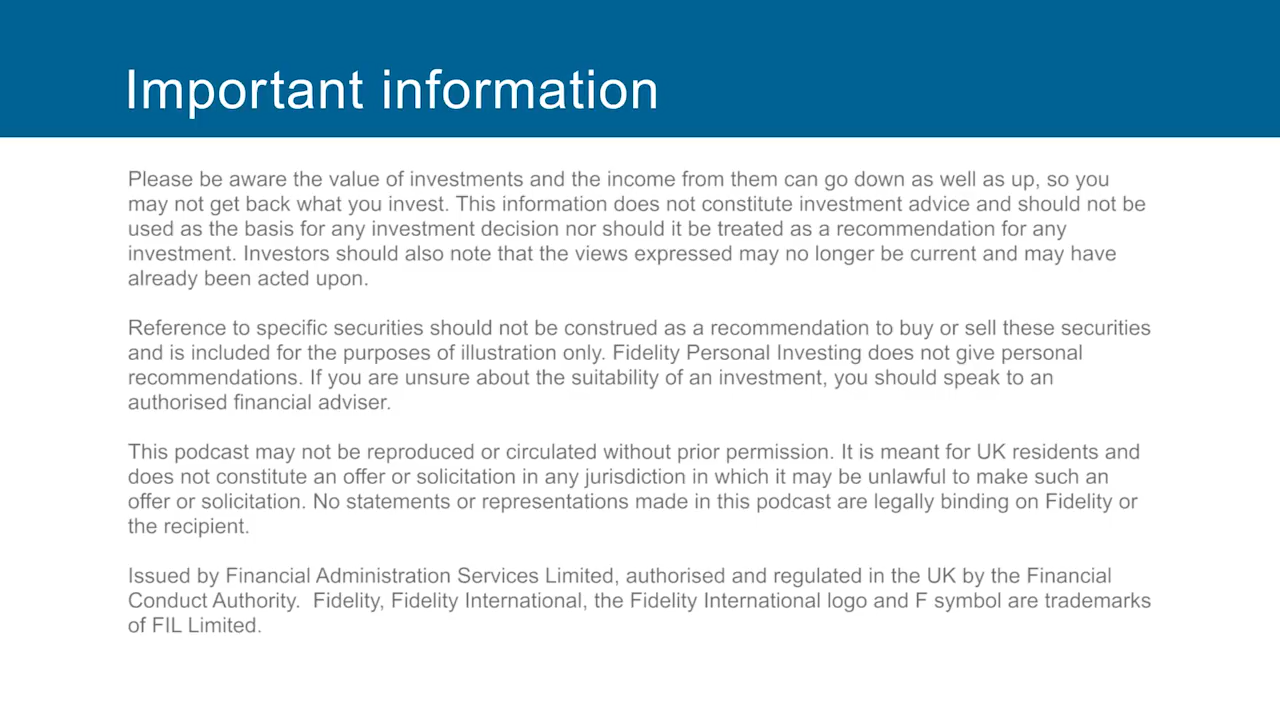 Important information
Please be aware the value of investments and the income from them can go down as well as up, so you
may not get back what you invest. This information does not constitute investment advice and should not be
used as the basis for any investment decision nor should it be treated as a recommendation for any
investment. Investors should also note that the views expressed may no longer be current and may have
already been acted upon.
Reference to specific securities should not be construed as a recommendation to buy or sell these securities
and is included for the purposes of illustration only. Fidelity Personal Investing does not give personal
recommendations. If you are unsure about the suitability of an investment, you should speak to an
authorised financial adviser.
This podcast may not be reproduced or circulated without prior permission. It is meant for UK residents and
does not constitute an offer or solicitation in any jurisdiction in which it may be unlawful to make such an
offer or solicitation. No statements or representations made in this podcast are legally binding on Fidelity or
the recipient.
Issued by Financial Administration Services Limited, authorised and regulated in the UK by the Financial
Conduct Authority.  Fidelity, Fidelity International, the Fidelity International logo and F symbol are trademarks
of FIL Limited.